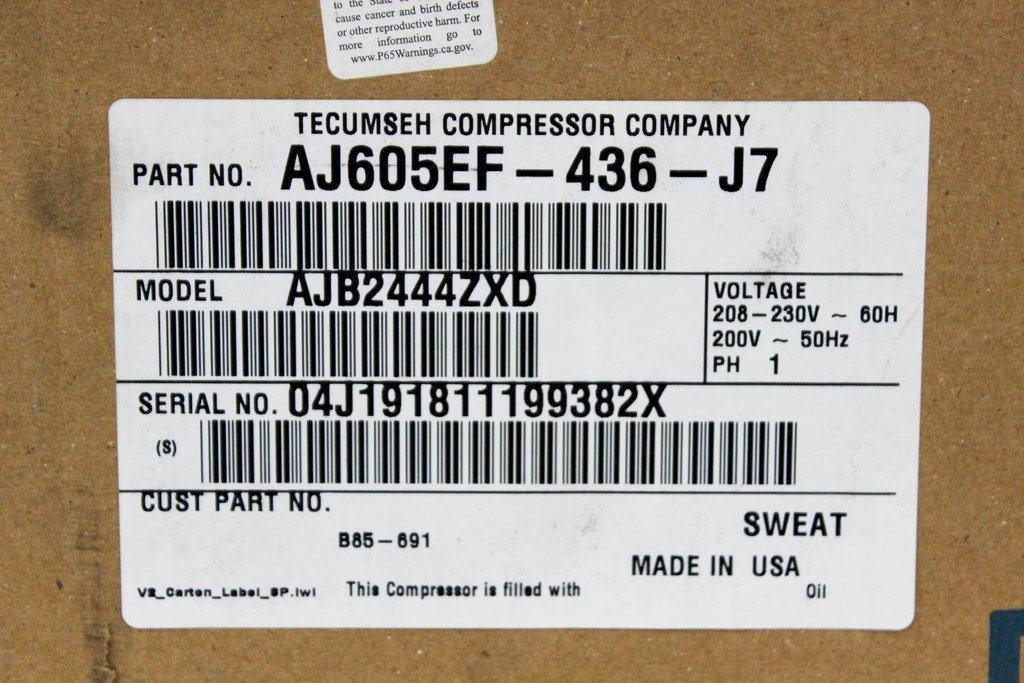 to the State of
cause cancer and birth defects
or other reproductive harm. For
more information go to
www.P65Warnings.ca.gov.
TECUMSEH COMPRESSOR COMPANY
PART NO. AJ605EF-436-J7
MODEL AJB2444ZXD
VOLTAGE
208-230V ~ 60H
200V ~ 50Hz
PH 1
SERIAL NO. 04J191811199382X
(S)
CUST PART NO.
B85-691
SWEAT
MADE IN USA
V2_Carton_Label_SP.lwl This Compressor is filled with Oil